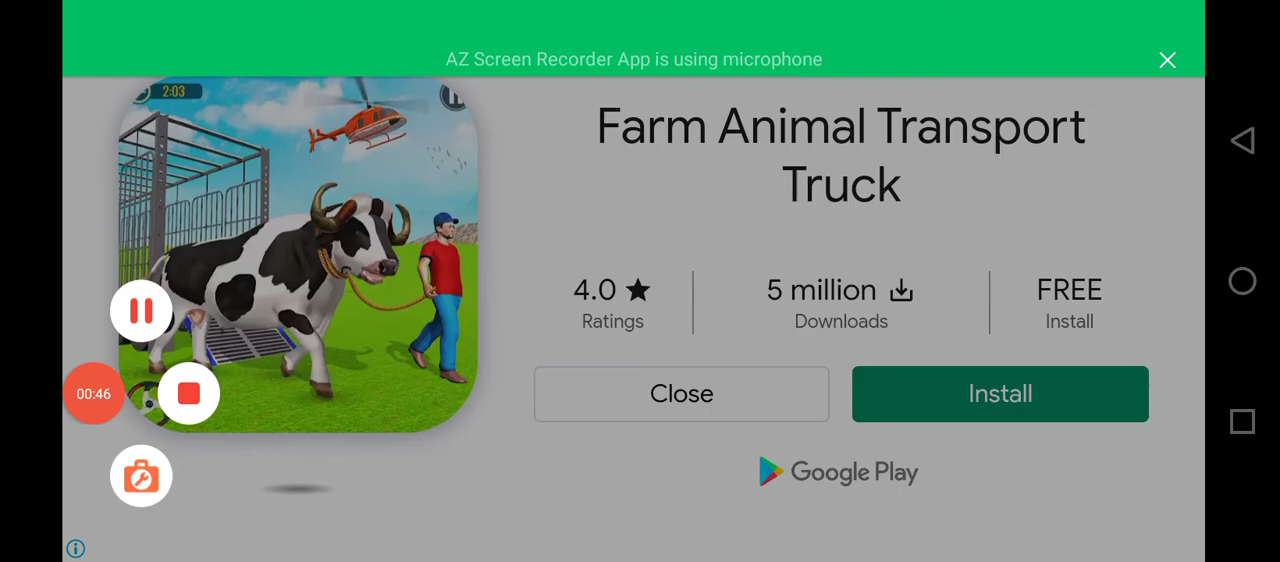 AZ Screen Recorder App is using microphone
2:03
Farm Animal Transport
Truck
4.0
Ratings
5 million
Downloads
FREE
Install
00:46
Close
Install
Google Play